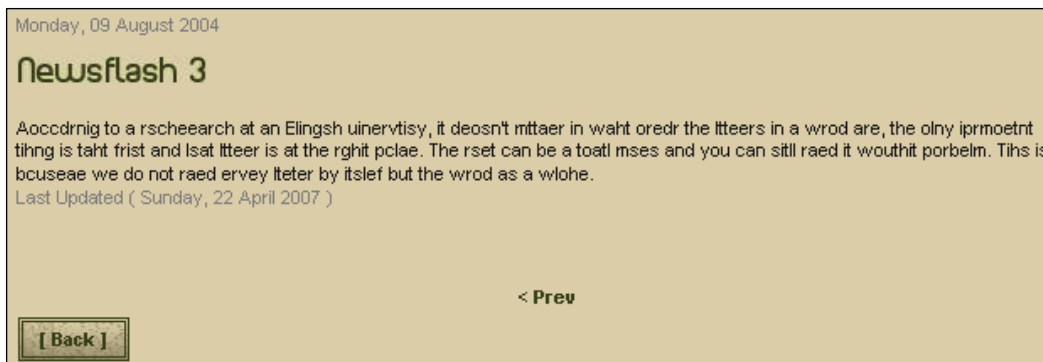 Monday, 09 August 2004
Newsflash 3
Aoccdrnig to a rscheearch at an Elingsh uinervtisy, it deosn't mttaer in waht oredr the ltteers in a wrod are, the olny iprmoetnt
tihng is taht frist and lsat ltteer is at the rghit pclae. The rset can be a toatl mses and you can sitll raed it wouthit porbelm. Tihs is
bcuseae we do not raed ervey lteter by itslef but the wrod as a wlohe.
Last Updated ( Sunday, 22 April 2007 )
< Prev
[ Back ]